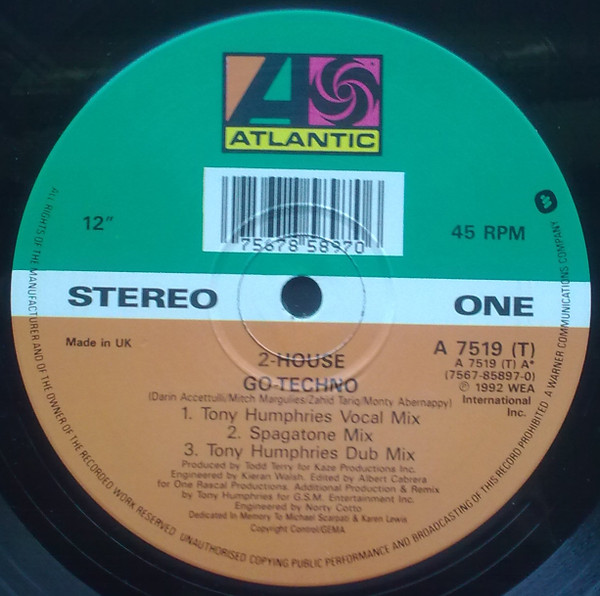 ATLANTIC
75678 58970
12"
45 RPM
STEREO
ONE
Made in UK
A 7519 (T)
A 7519 (T) A*
(7567-85897-0)
℗ 1992 WEA
International
Inc.
2-HOUSE
GO-TECHNO
(Darin Accettulli/Mitch Margulies/Zahid Tariq/Monty Abernappy)
1. Tony Humphries Vocal Mix
2. Spagatone Mix
3. Tony Humphries Dub Mix
Produced by Todd Terry for Kaze Productions Inc.
Engineered by Kieran Walsh. Edited by Albert Cabrera
for One Rascal Productions. Additional Production & Remix
by Tony Humphries for G.S.M. Entertainment Inc.
Engineered by Norty Cotto
Dedicated In Memory To Michael Scarpati & Karen Lewis
Copyright Control/GEMA
ALL RIGHTS OF THE MANUFACTURER AND OF THE OWNER OF THE RECORDED WORK RESERVED UNAUTHORISED COPYING PUBLIC PERFORMANCE AND BROADCASTING OF THIS RECORD PROHIBITED A WARNER COMMUNICATIONS COMPANY